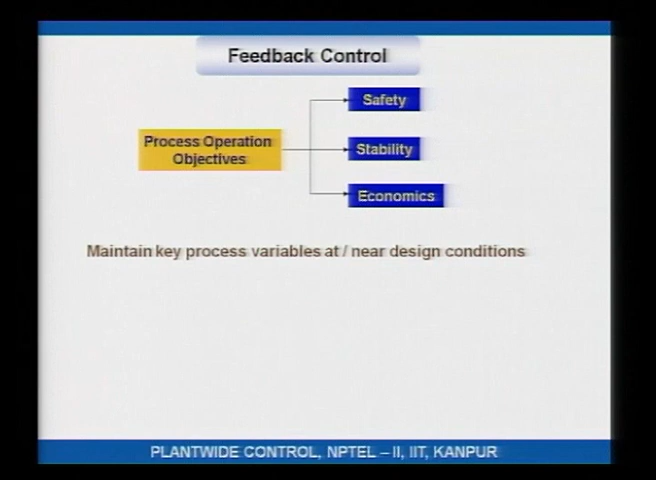 Feedback Control
Safety
Process Operation
Objectives
Stability
Economics
Maintain key process variables at / near design conditions
PLANTWIDE CONTROL, NPTEL – II, IIT, KANPUR